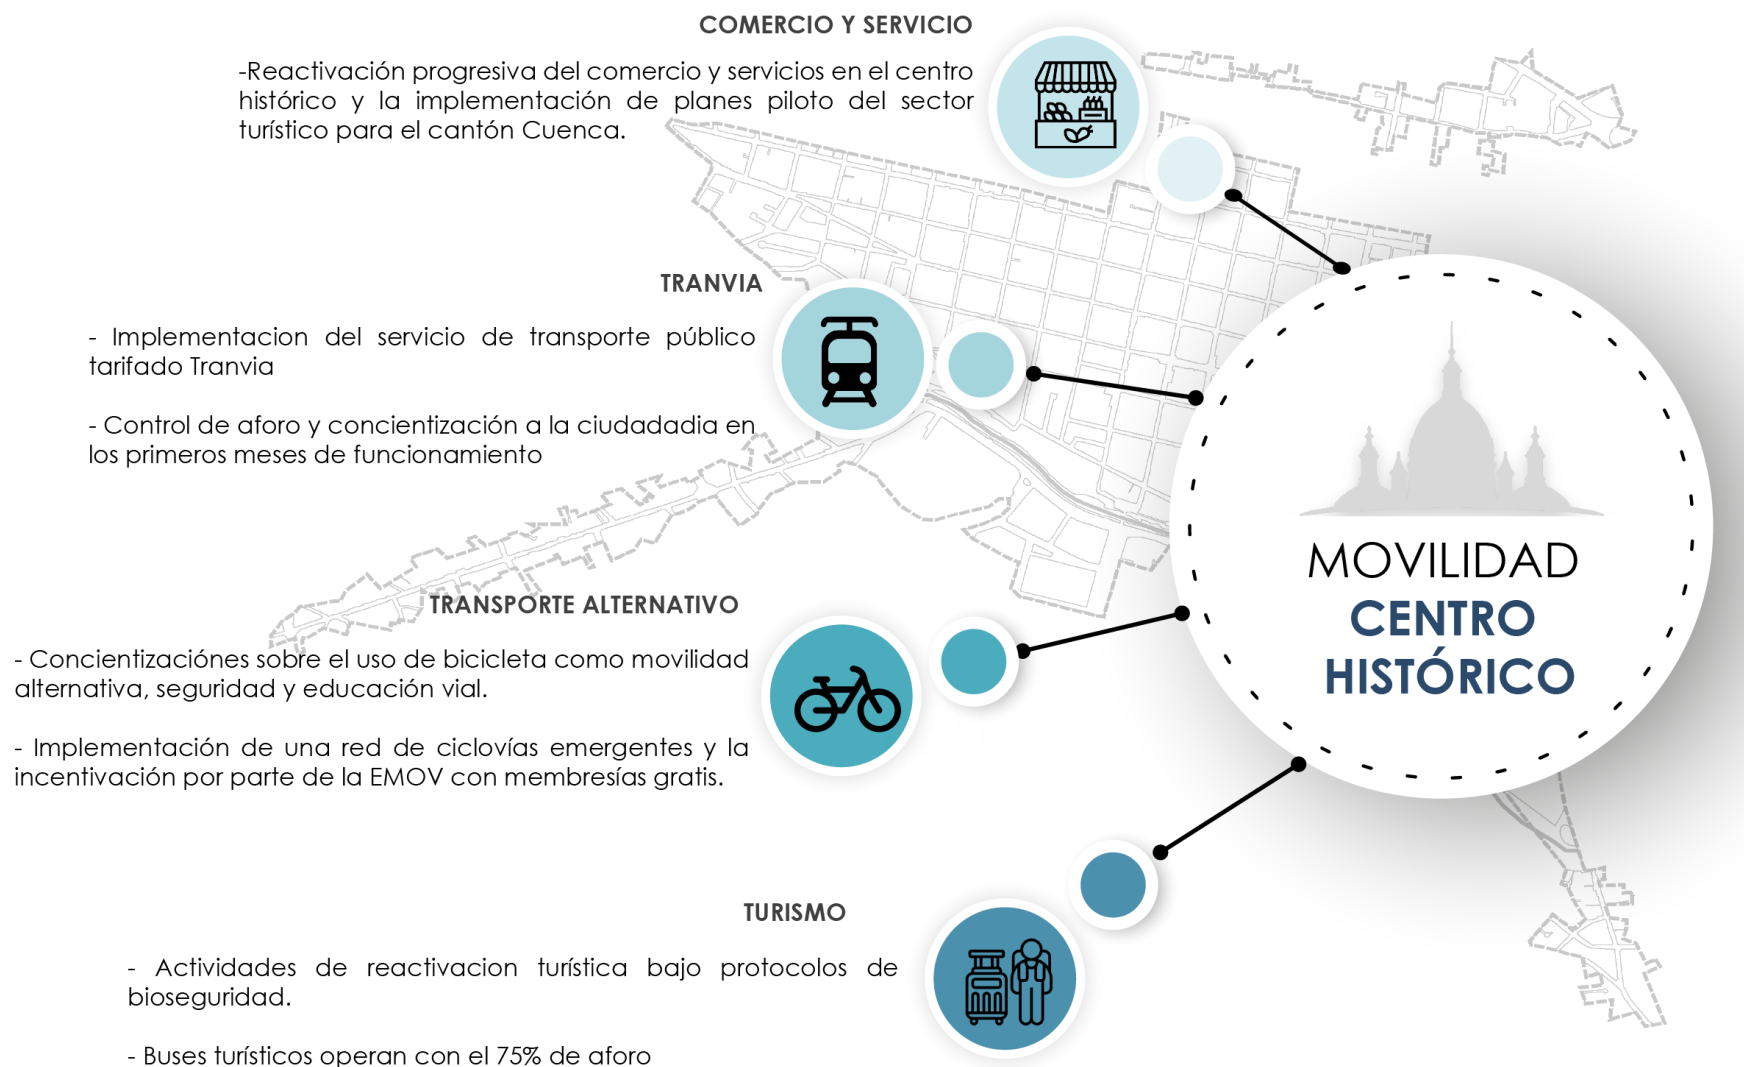 COMERCIO Y SERVICIO
-Reactivación progresiva del comercio y servicios en el centro
histórico y la implementación de planes piloto del sector
turístico para el cantón Cuenca.
TRANVIA
- Implementacion del servicio de transporte público
tarifado Tranvia
- Control de aforo y concientización a la ciudadadia en
los primeros meses de funcionamiento
TRANSPORTE ALTERNATIVO
- Concientizaciónes sobre el uso de bicicleta como movilidad
alternativa, seguridad y educación vial.
- Implementación de una red de ciclovías emergentes y la
incentivación por parte de la EMOV con membresías gratis.
TURISMO
- Actividades de reactivacion turística bajo protocolos de
bioseguridad.
- Buses turísticos operan con el 75% de aforo
MOVILIDAD
CENTRO
HISTÓRICO